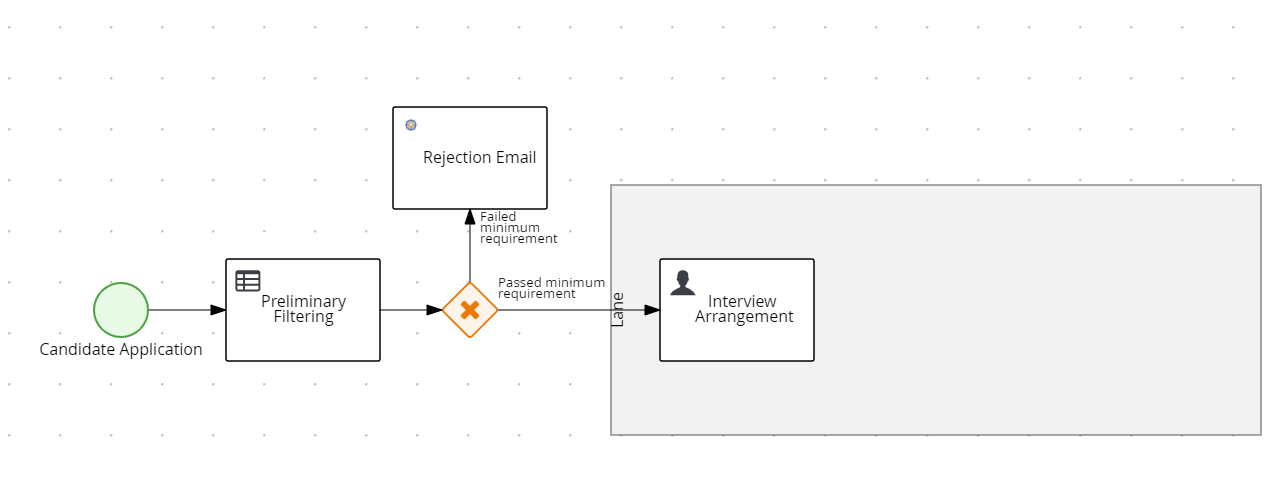 Rejection Email
Failed
minimum
requirement
Passed minimum
requirement
Lane
Preliminary
Filtering
Interview
Arrangement
Candidate Application